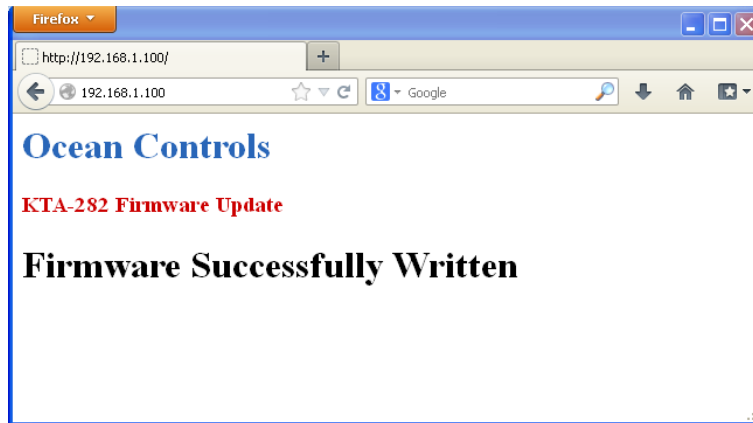 Firefox
http://192.168.1.100/
192.168.1.100
Google
Ocean Controls
KTA-282 Firmware Update
Firmware Successfully Written